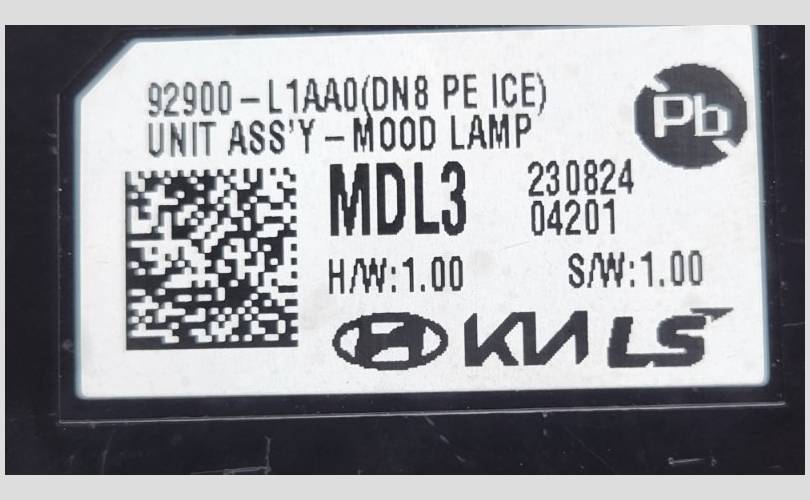 92900-L1AA0(DN8 PE ICE)
UNIT ASS'Y-MOOD LAMP
Pb
MDL3
230824
04201
H/W:1.00 S/W:1.00
KIA LS